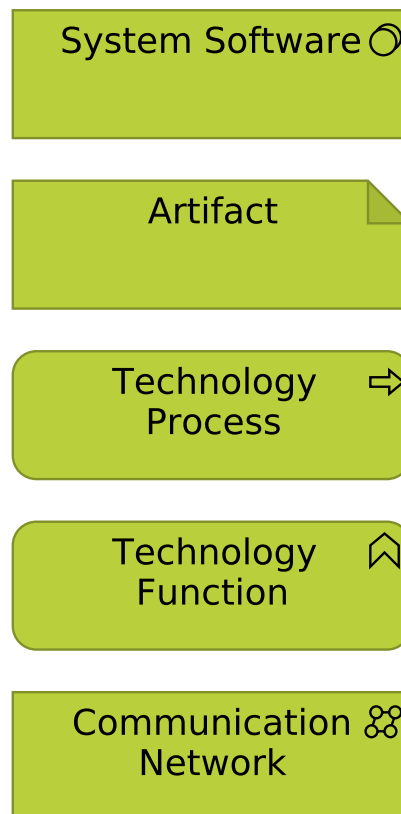 System Software
Artifact
Technology
Process
Technology
Function
Communication
Network